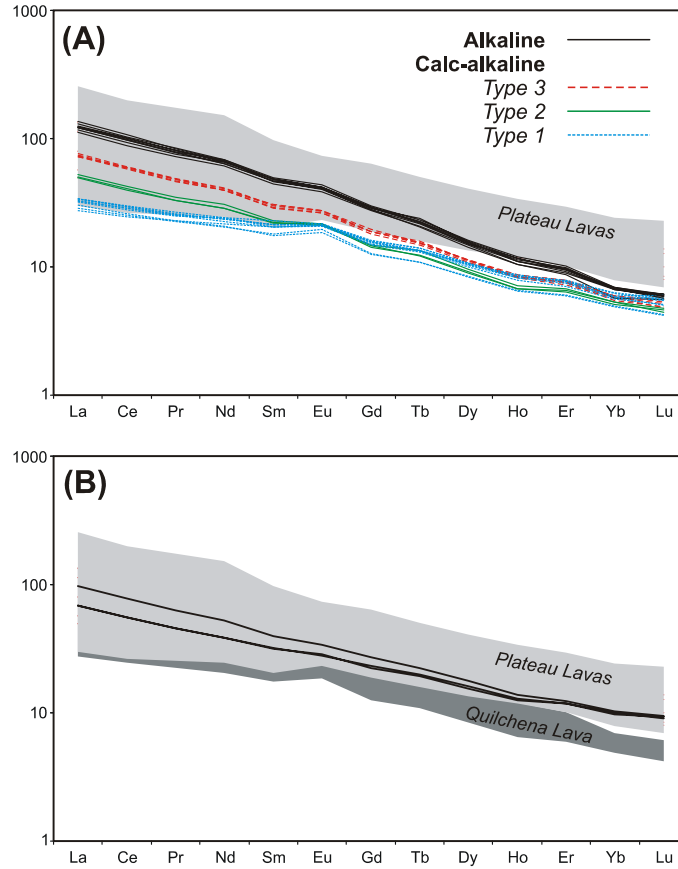 1000
(A)
Alkaline
Calc-alkaline
Type 3
Type 2
Type 1
100
Plateau Lavas
10
1
La Ce Pr Nd Sm Eu Gd Tb Dy Ho Er Yb Lu
1000
(B)
100
Plateau Lavas
Quilchena Lava
10
1
La Ce Pr Nd Sm Eu Gd Tb Dy Ho Er Yb Lu